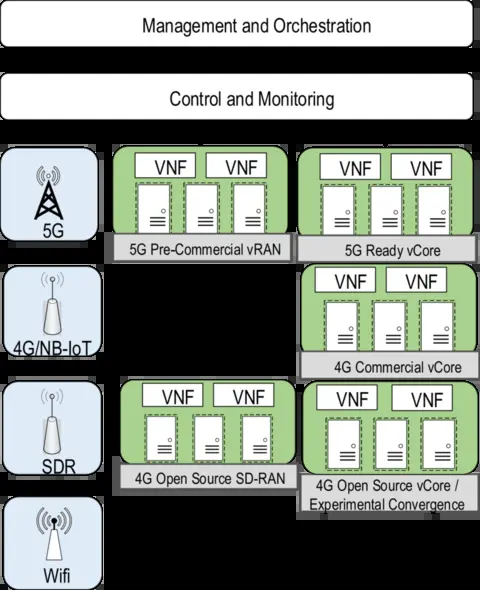 Management and Orchestration
Control and Monitoring
VNF VNF VNF VNF
5G 5G Pre-Commercial vRAN 5G Ready vCore
VNF VNF
4G/NB-IoT 4G Commercial vCore
VNF VNF VNF VNF
SDR 4G Open Source SD-RAN 4G Open Source vCore /
Experimental Convergence
Wifi